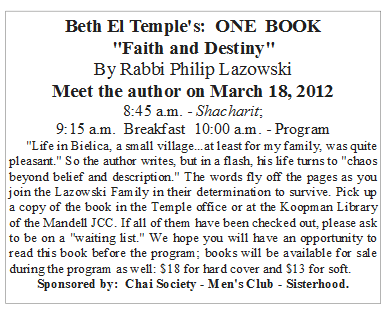 Beth El Temple's: ONE BOOK
"Faith and Destiny"
By Rabbi Philip Lazowski
Meet the author on March 18, 2012
8:45 a.m. - Shacharit;
9:15 a.m. Breakfast 10:00 a.m. - Program
"Life in Bielica, a small village...at least for my family, was quite
pleasant." So the author writes, but in a flash, his life turns to "chaos
beyond belief and description." The words fly off the pages as you
join the Lazowski Family in their determination to survive. Pick up
a copy of the book in the Temple office or at the Koopman Library
of the Mandell JCC. If all of them have been checked out, please ask
to be on a "waiting list." We hope you will have an opportunity to
read this book before the program; books will be available for sale
during the program as well: $18 for hard cover and $13 for soft.
Sponsored by: Chai Society - Men's Club - Sisterhood.